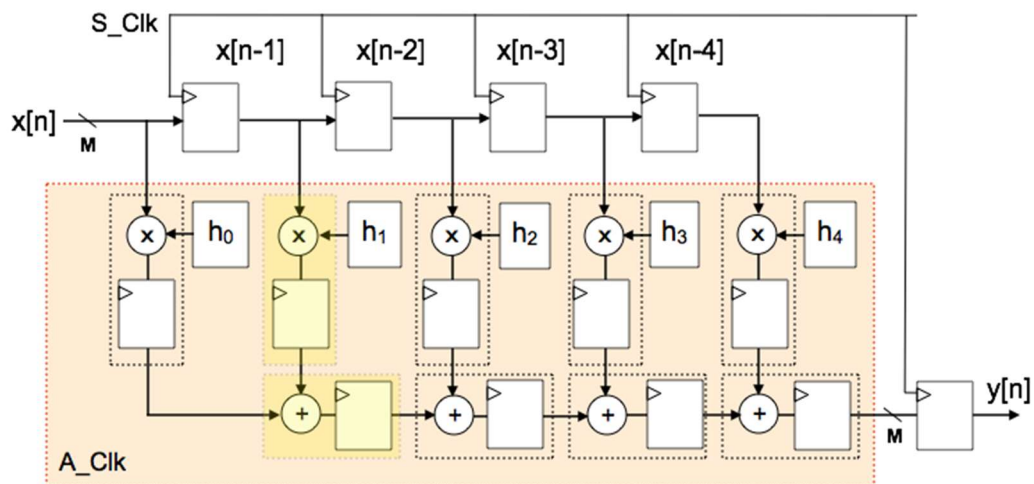 S_Clk
x[n-1] x[n-2] x[n-3] x[n-4]
x[n]
M
x h₀ x h₁ x h₂ x h₃ x h₄
+ + + +
y[n]
M
A_Clk